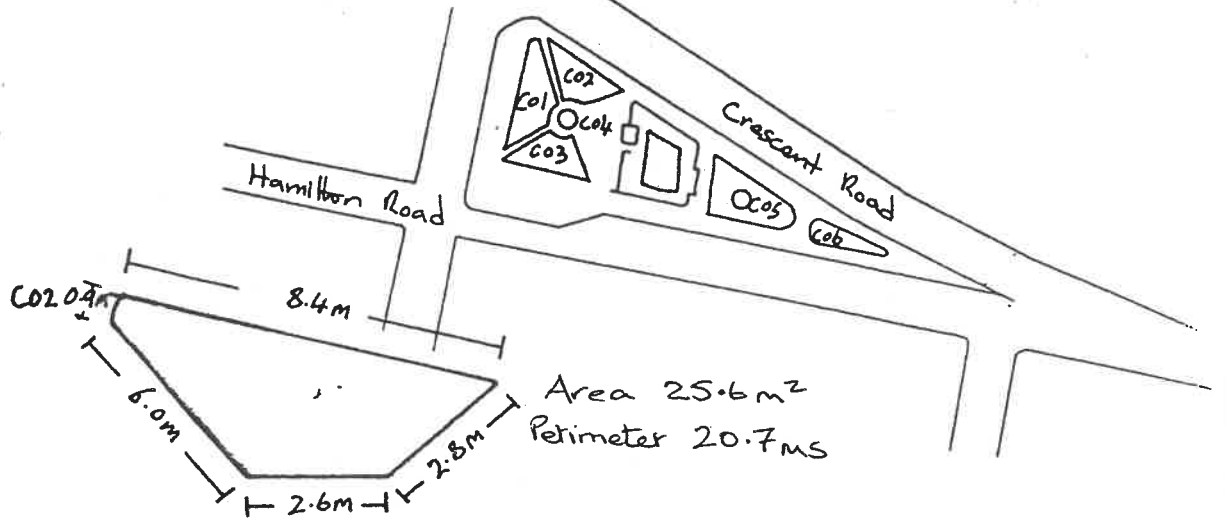 C02
C01
C04
C03
Crescent Road
C05
C06
Hamilton Road
C02
8.4m
6.0m
2.8m
2.6m
Area 25.6m²
Perimeter 20.7ms